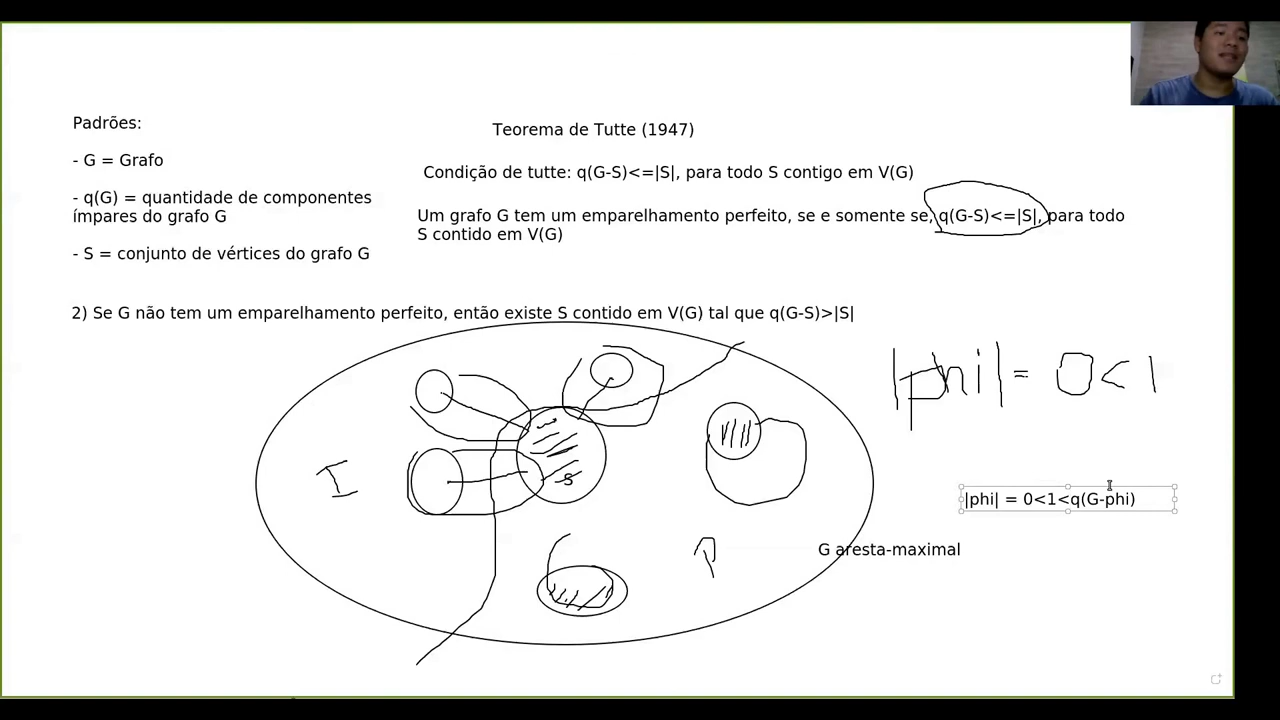 Padrões:
- G = Grafo
- q(G) = quantidade de componentes
ímpares do grafo G
- S = conjunto de vértices do grafo G
Teorema de Tutte (1947)
Condição de tutte: q(G-S)<=|S|, para todo S contigo em V(G)
Um grafo G tem um emparelhamento perfeito, se e somente se, q(G-S)<=|S|, para todo
S contido em V(G)
2) Se G não tem um emparelhamento perfeito, então existe S contido em V(G) tal que q(G-S)>|S|
|phi| = 0<1
I
S
P
|phi| = 0<1<q(G-phi)
G aresta-maximal